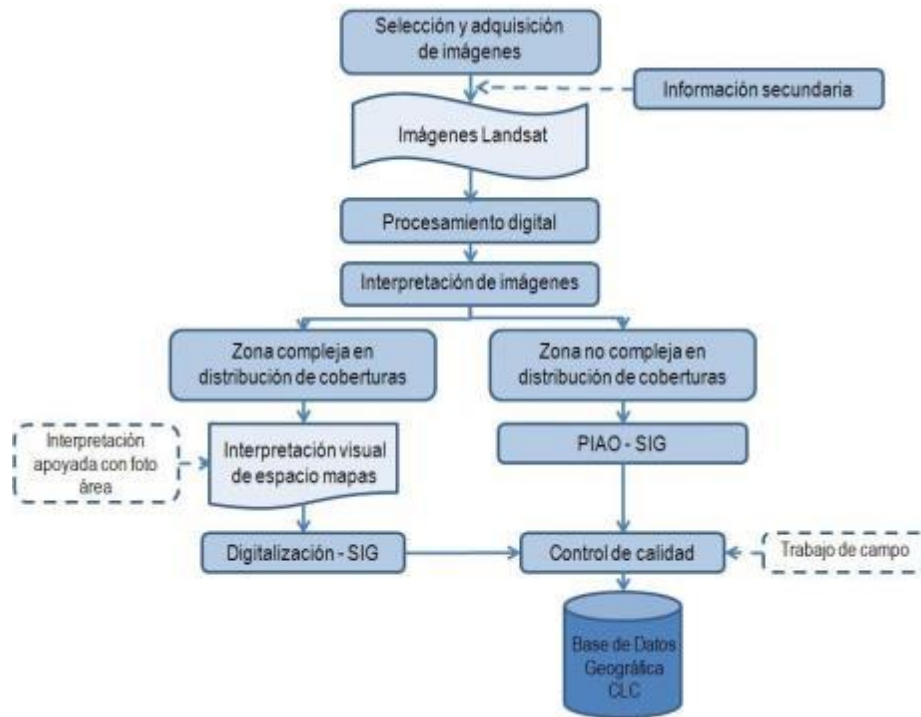 Selección y adquisición
de imágenes
Información secundaria
Imágenes Landsat
Procesamiento digital
Interpretación de imágenes
Zona compleja en
distribución de coberturas
Zona no compleja en
distribución de coberturas
Interpretación
apoyada con foto
área
Interpretación visual
de espacio mapas
PIAO - SIG
Digitalización - SIG
Control de calidad
Trabajo de campo
Base de Datos
Geográfica
CLC